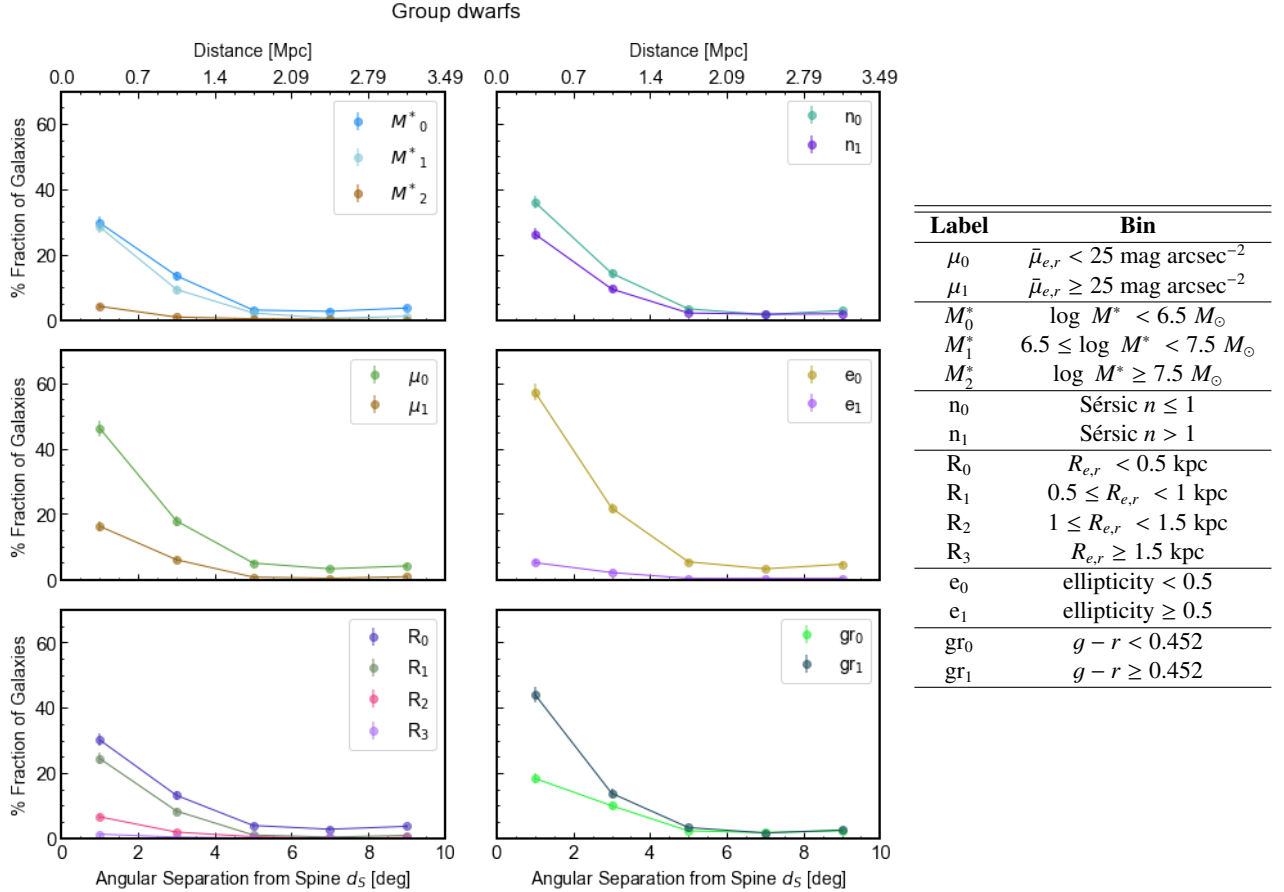 Group dwarfs
Distance [Mpc]
0.0 0.7 1.4 2.09 2.79 3.49
Distance [Mpc]
0.0 0.7 1.4 2.09 2.79 3.49
% Fraction of Galaxies
60
40
20
0
M*₀
M*₁
M*₂
n₀
n₁
% Fraction of Galaxies
60
40
20
0
μ₀
μ₁
e₀
e₁
% Fraction of Galaxies
60
40
20
0
R₀
R₁
R₂
R₃
gr₀
gr₁
0 2 4 6 8 10
Angular Separation from Spine d_S [deg]
0 2 4 6 8 10
Angular Separation from Spine d_S [deg]
Label Bin
μ₀ μ̄_{e,r} < 25 mag arcsec⁻²
μ₁ μ̄_{e,r} ≥ 25 mag arcsec⁻²
M*₀ log M* < 6.5 M⊙
M*₁ 6.5 ≤ log M* < 7.5 M⊙
M*₂ log M* ≥ 7.5 M⊙
n₀ Sérsic n ≤ 1
n₁ Sérsic n > 1
R₀ R_{e,r} < 0.5 kpc
R₁ 0.5 ≤ R_{e,r} < 1 kpc
R₂ 1 ≤ R_{e,r} < 1.5 kpc
R₃ R_{e,r} ≥ 1.5 kpc
e₀ ellipticity < 0.5
e₁ ellipticity ≥ 0.5
gr₀ g − r < 0.452
gr₁ g − r ≥ 0.452